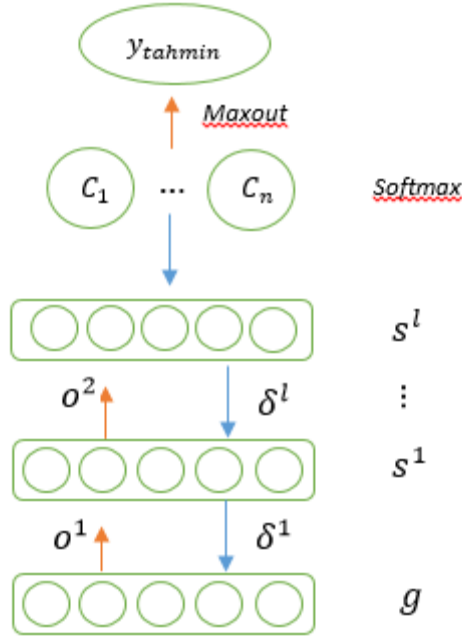 y_tahmin
Maxout
C_1 ... C_n Softmax
s^l
o^2 δ^l ⋮
s^1
o^1 δ^1
g